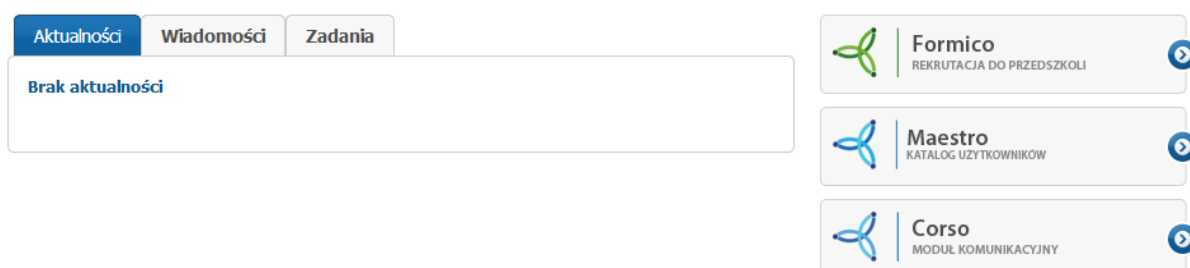 Aktualności Wiadomości Zadania
Brak aktualności
Formico
REKRUTACJA DO PRZEDSZKOLI
Maestro
KATALOG UŻYTKOWNIKÓW
Corso
MODUŁ KOMUNIKACYJNY